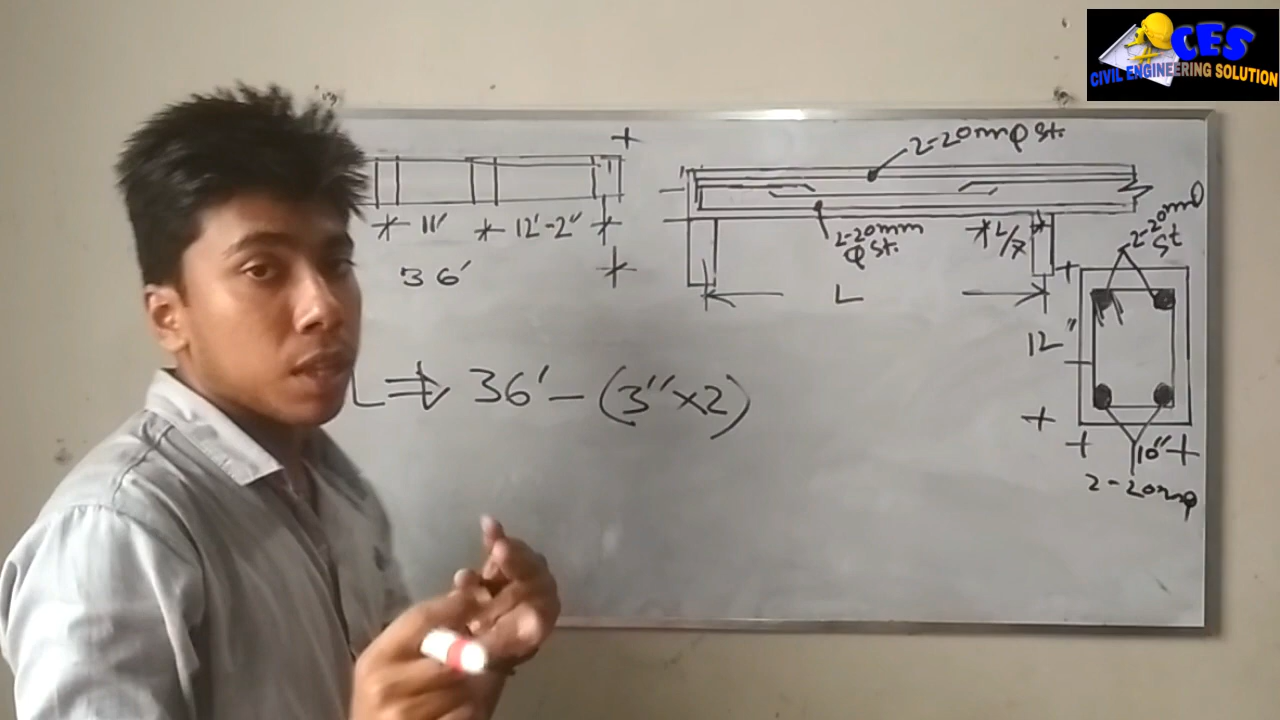 CES
CIVIL ENGINEERING SOLUTION
2-20mmφ St.
11' 12'-2"
36'
2-20mm
φ St.
L/7
2-20mmφ
St
L
12"
L ⇒ 36' - (3"×2)
10"
2-20mmφ